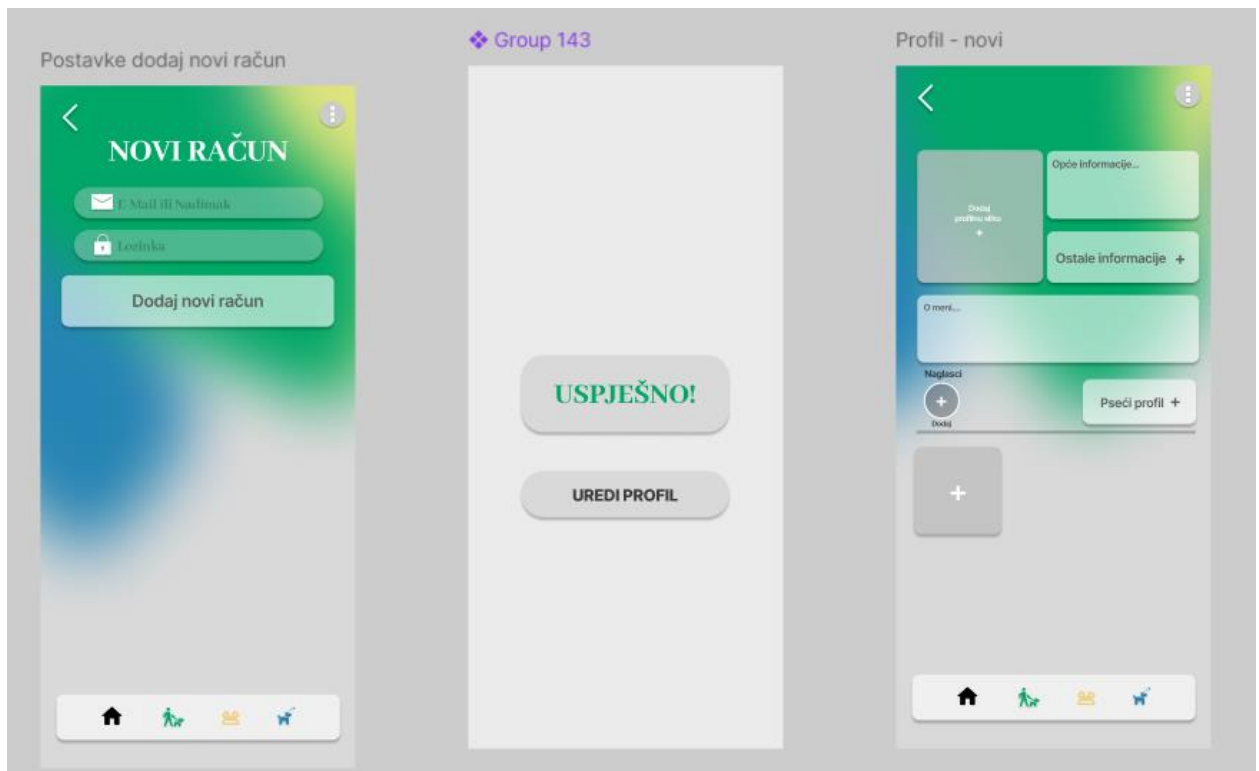 Postavke dodaj novi račun
NOVI RAČUN
E-Mail ili Nadimak
Lozinka
Dodaj novi račun
Group 143
USPJEŠNO!
UREDI PROFIL
Profil - novi
Dodaj
profilnu sliku
+
Opće informacije...
Ostale informacije +
O meni...
Naglasci
+
Dodaj
Pseći profil +
+